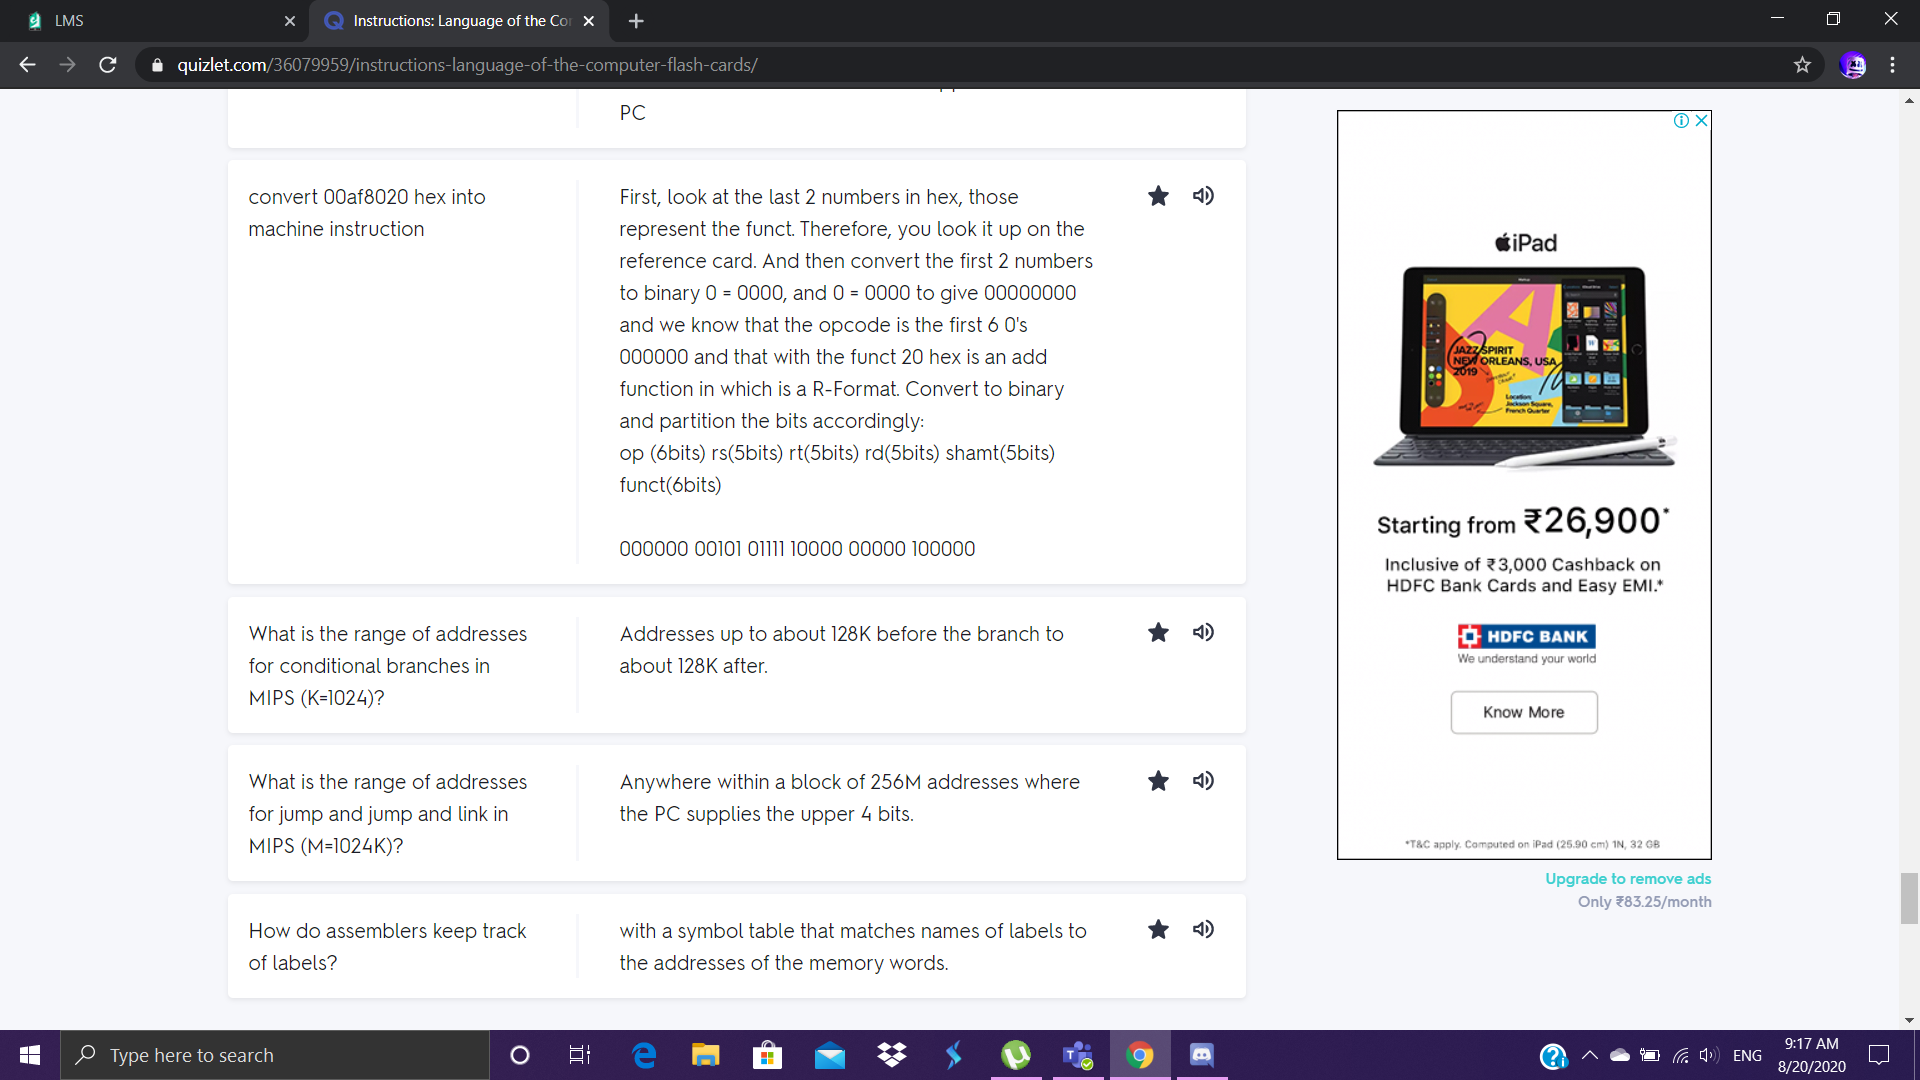 LMS
Instructions: Language of the Co
quizlet.com/36079959/instructions-language-of-the-computer-flash-cards/
PC
convert 00af8020 hex into
machine instruction
First, look at the last 2 numbers in hex, those
represent the funct. Therefore, you look it up on the
reference card. And then convert the first 2 numbers
to binary 0 = 0000, and 0 = 0000 to give 00000000
and we know that the opcode is the first 6 0's
000000 and that with the funct 20 hex is an add
function in which is a R-Format. Convert to binary
and partition the bits accordingly:
op (6bits) rs(5bits) rt(5bits) rd(5bits) shamt(5bits)
funct(6bits)
000000 00101 01111 10000 00000 100000
What is the range of addresses
for conditional branches in
MIPS (K=1024)?
Addresses up to about 128K before the branch to
about 128K after.
What is the range of addresses
for jump and jump and link in
MIPS (M=1024K)?
Anywhere within a block of 256M addresses where
the PC supplies the upper 4 bits.
How do assemblers keep track
of labels?
with a symbol table that matches names of labels to
the addresses of the memory words.
iPad
JAZZ SPIRIT
NEW ORLEANS, USA
2019
Location:
Jackson Square,
French Quarter
Starting from ₹26,900*
Inclusive of ₹3,000 Cashback on
HDFC Bank Cards and Easy EMI.*
HDFC BANK
We understand your world
Know More
*T&C apply. Computed on iPad (25.90 cm) 1N, 32 GB
Upgrade to remove ads
Only ₹83.25/month
Type here to search
ENG
9:17 AM
8/20/2020